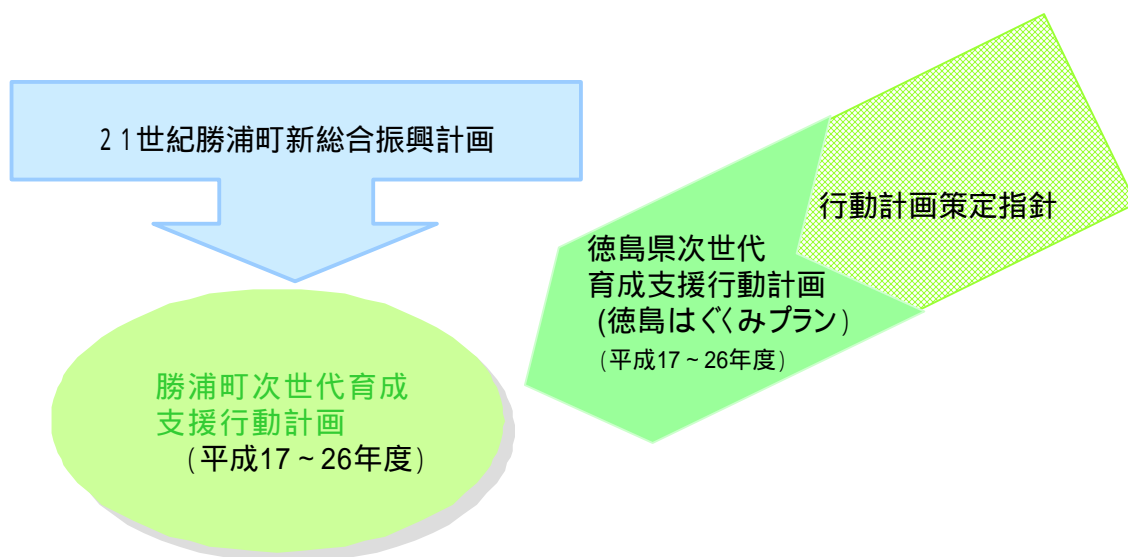 ２１世紀勝浦町新総合振興計画
行動計画策定指針
徳島県次世代
育成支援行動計画
(徳島はぐくみプラン)
(平成17～26年度)
勝浦町次世代育成
支援行動計画
(平成17～26年度)